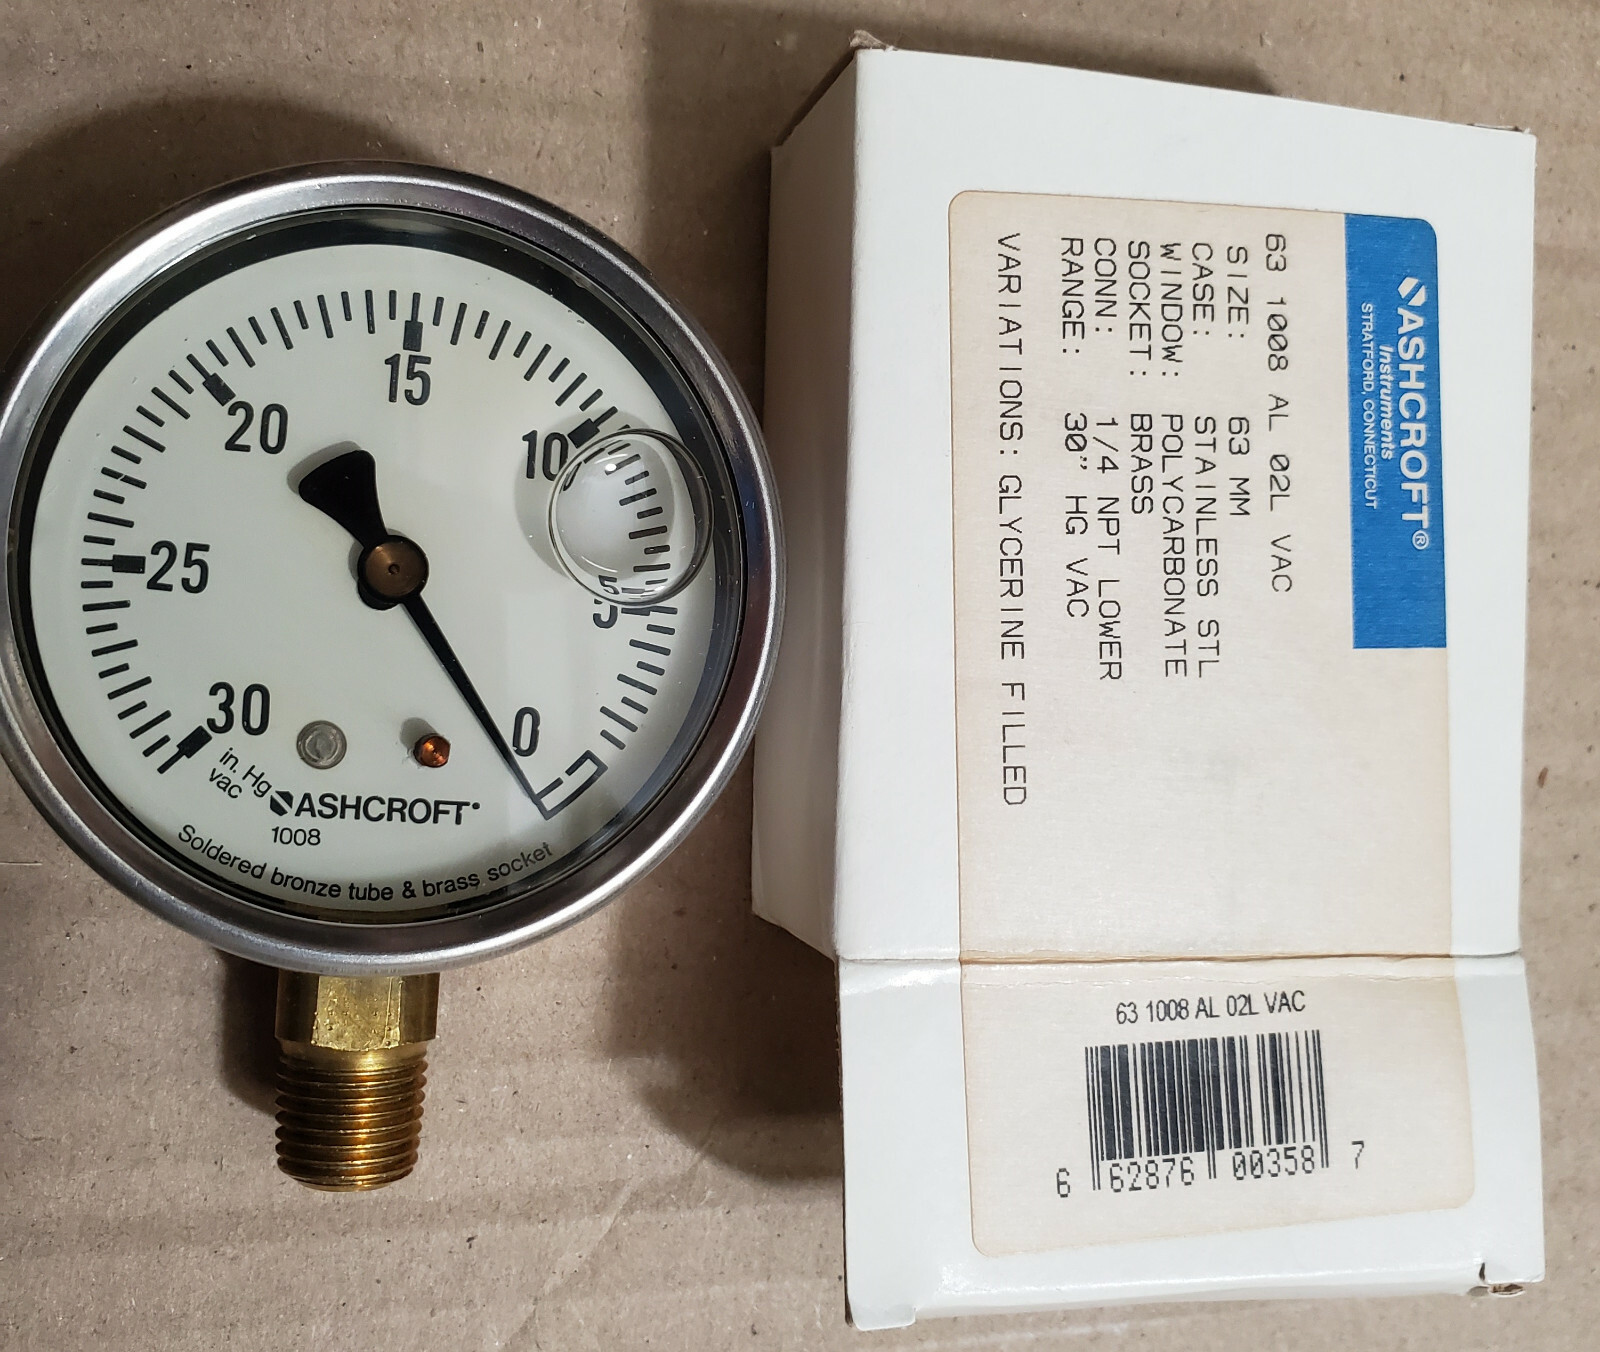 15
20
10
25
5
30
0
in. Hg
vac
ASHCROFT
1008
Soldered bronze tube & brass socket
ASHCROFT®
Instruments
STRATFORD, CONNECTICUT
63 1008 AL 02L VAC
SIZE: 63 MM
CASE: STAINLESS STL
WINDOW: POLYCARBONATE
SOCKET: BRASS
CONN: 1/4 NPT LOWER
RANGE: 30" HG VAC
VARIATIONS: GLYCERINE FILLED
63 1008 AL 02L VAC
6 62876 00358 7